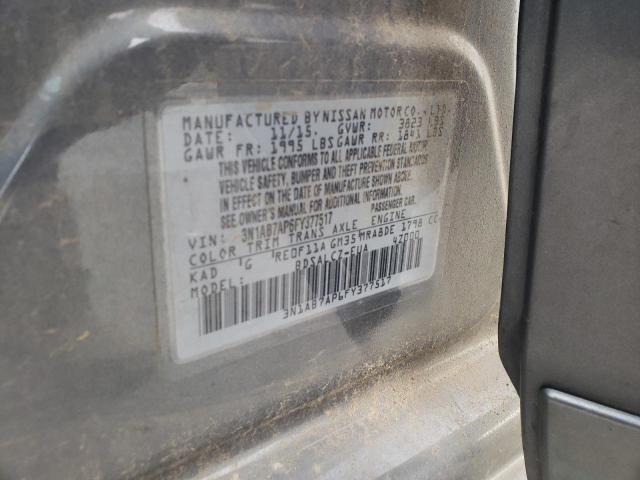 MANUFACTURED BY NISSAN MOTOR CO., LTD.
DATE: 11/15 GVWR: 3823 LBS
GAWR FR: 1995 LBS GAWR RR: 1841 LBS
THIS VEHICLE CONFORMS TO ALL APPLICABLE FEDERAL MOTOR
VEHICLE SAFETY, BUMPER AND THEFT PREVENTION STANDARDS
IN EFFECT ON THE DATE OF MANUFACTURE SHOWN ABOVE.
SEE OWNER'S MANUAL FOR ADDITIONAL INFORMATION.
VIN: 3N1AB7AP6FY377517 PASSENGER CAR
COLOR TRIM TRANS AXLE ENGINE
KAD G RE0F11A GM35 MRA8DE 1798 CC
BDSALCZ-EUA 4Z000
3N1AB7AP6FY377517